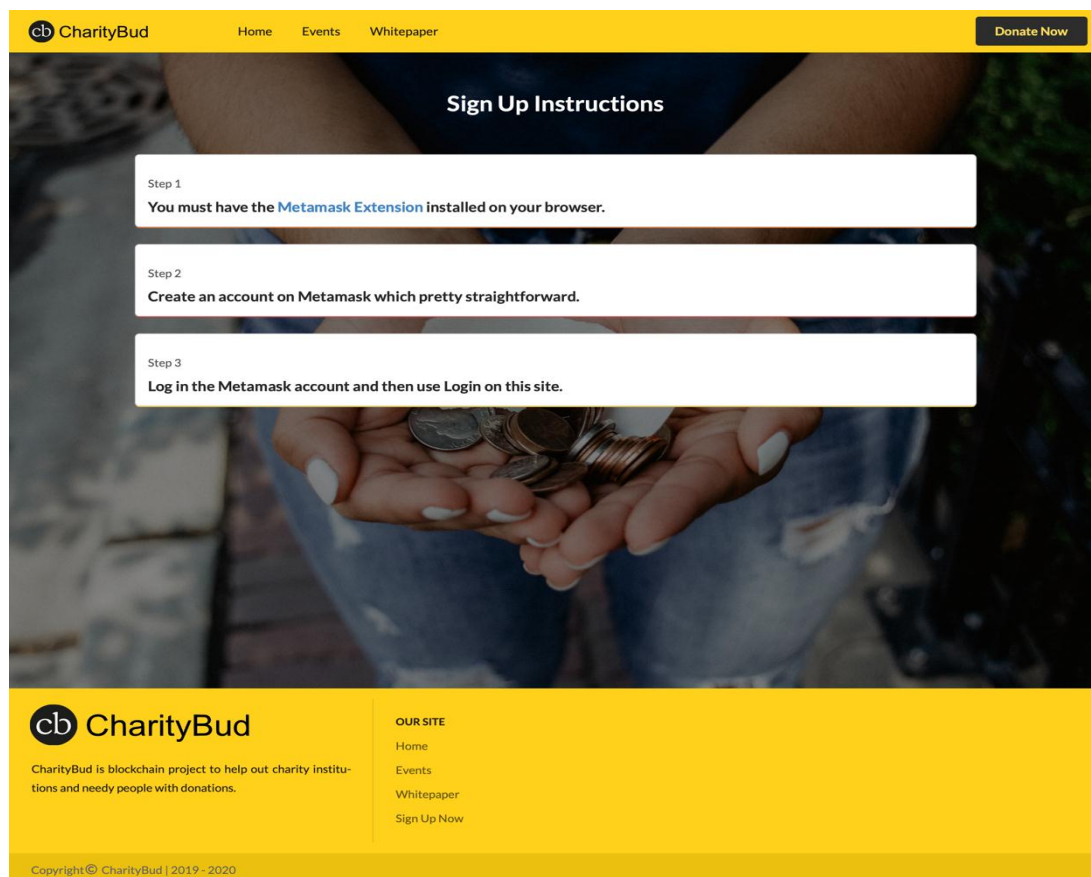 cb CharityBud Home Events Whitepaper Donate Now
Sign Up Instructions
Step 1
You must have the Metamask Extension installed on your browser.
Step 2
Create an account on Metamask which pretty straightforward.
Step 3
Log in the Metamask account and then use Login on this site.
cb CharityBud
CharityBud is blockchain project to help out charity institu-
tions and needy people with donations.
OUR SITE
Home
Events
Whitepaper
Sign Up Now
Copyright© CharityBud | 2019 - 2020